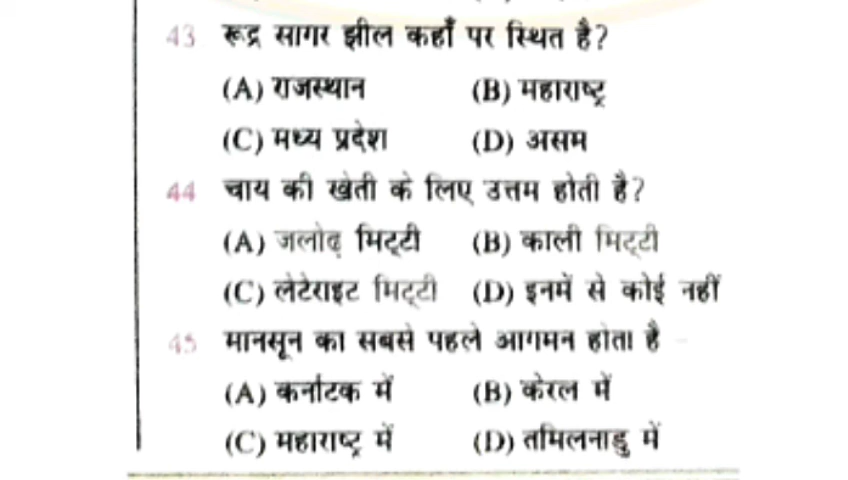 43 रूद्र सागर झील कहाँ पर स्थित है?
(A) राजस्थान (B) महाराष्ट्र
(C) मध्य प्रदेश (D) असम
44 चाय की खेती के लिए उत्तम होती है?
(A) जलोढ़ मिट्टी (B) काली मिट्टी
(C) लेटेराइट मिट्टी (D) इनमें से कोई नहीं
45 मानसून का सबसे पहले आगमन होता है
(A) कर्नाटक में (B) केरल में
(C) महाराष्ट्र में (D) तमिलनाडु में